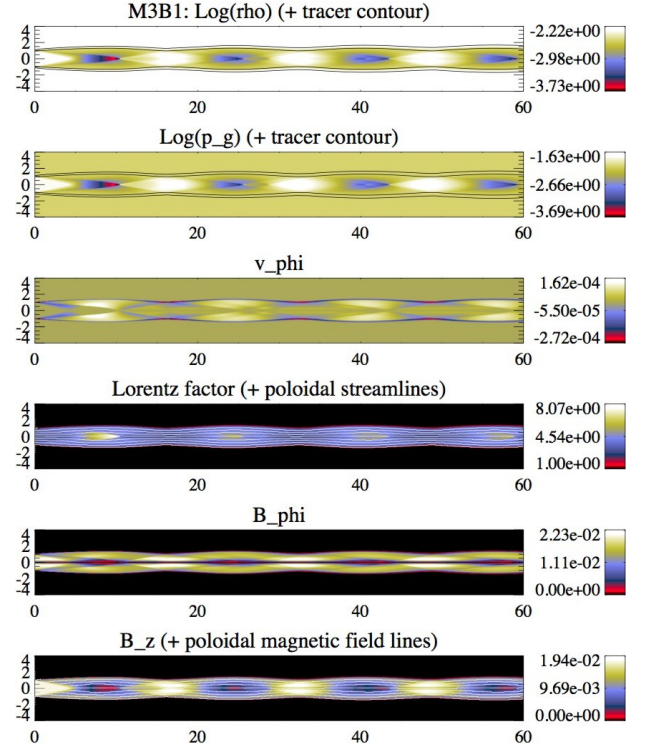 M3B1: Log(rho) (+ tracer contour)
4
2
0
-2
-4
0 20 40 60
-2.22e+00
-2.98e+00
-3.73e+00
Log(p_g) (+ tracer contour)
4
2
0
-2
-4
0 20 40 60
-1.63e+00
-2.66e+00
-3.69e+00
v_phi
4
2
0
-2
-4
0 20 40 60
1.62e-04
-5.50e-05
-2.72e-04
Lorentz factor (+ poloidal streamlines)
4
2
0
-2
-4
0 20 40 60
8.07e+00
4.54e+00
1.00e+00
B_phi
4
2
0
-2
-4
0 20 40 60
2.23e-02
1.11e-02
0.00e+00
B_z (+ poloidal magnetic field lines)
4
2
0
-2
-4
0 20 40 60
1.94e-02
9.69e-03
0.00e+00